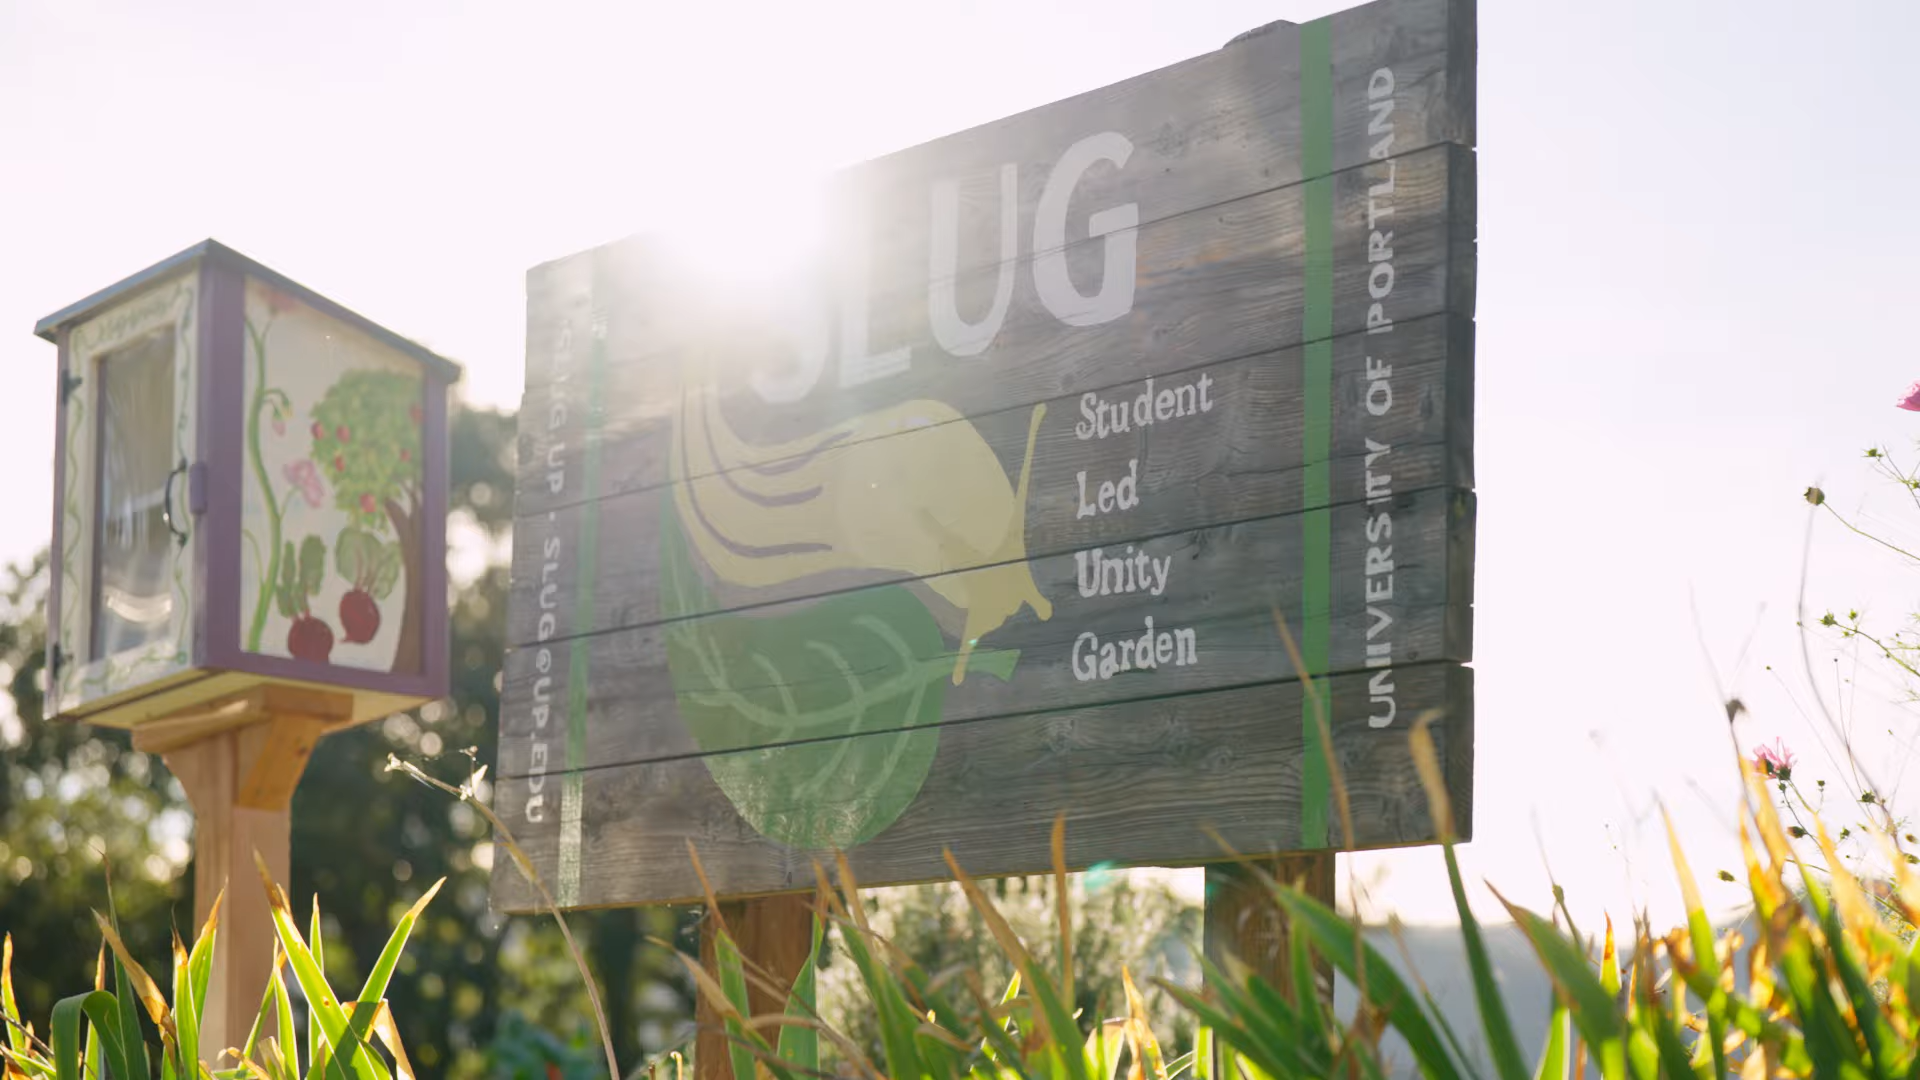 SLUG
Student
Led
Unity
Garden
UNIVERSITY OF PORTLAND
SLUG.UP · SLUG@UP.EDU